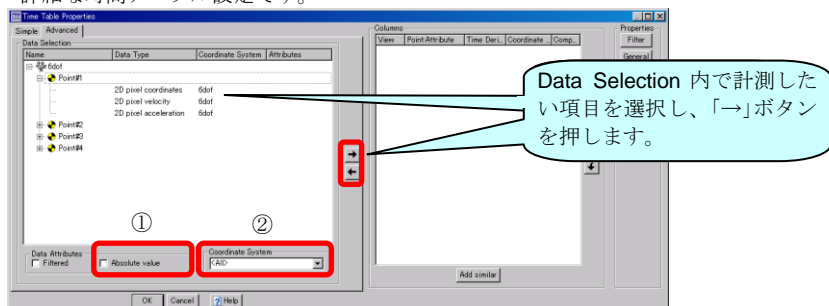 詳細な時間テーブル設定です。
Time Table Properties
Simple Advanced
Data Selection
Name Data Type Coordinate System Attributes
6dof
Point#1
2D pixel coordinates 6dof
2D pixel velocity 6dof
2D pixel acceleration 6dof
Point#2
Point#3
Point#4
① ②
Data Attributes
Filtered
Absolute value
Coordinate System
<All>
OK Cancel Help
Columns
View Point-Attribute Time Deri.. Coordinate .. Comp..
Add similar
Properties
Filter
General
Data Selection 内で計測した
い項目を選択し、「→」ボタン
を押します。